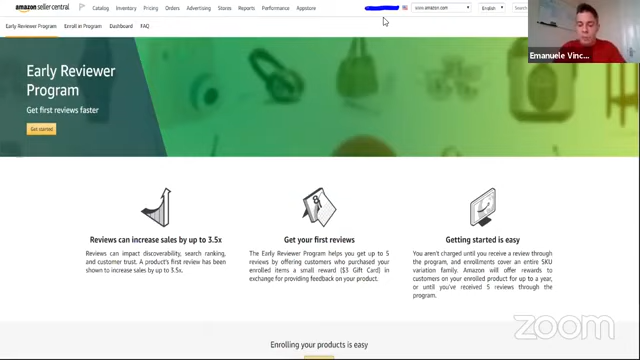 amazon seller central
Catalog Inventory Pricing Orders Advertising Stores Reports Performance Appstore
www.amazon.com
English
Search
Early Reviewer Program Enroll in Program Dashboard FAQ
Emanuele Vinc...
Early Reviewer
Program
Get first reviews faster
Get started
Reviews can increase sales by up to 3.5x
Reviews can impact discoverability, search ranking,
and customer trust. A product's first review has been
shown to increase sales by up to 3.5x.
Get your first reviews
The Early Reviewer Program helps you get up to 5
reviews by offering customers who purchased your
enrolled items a small reward ($3 Gift Card) in
exchange for providing feedback on your product.
Getting started is easy
You aren't charged until you receive a review through
the program, and enrollments cover an entire SKU
variation family. Amazon will offer rewards to
customers on your enrolled product for up to a year,
or until you've received 5 reviews through the
program.
zoom
Enrolling your products is easy